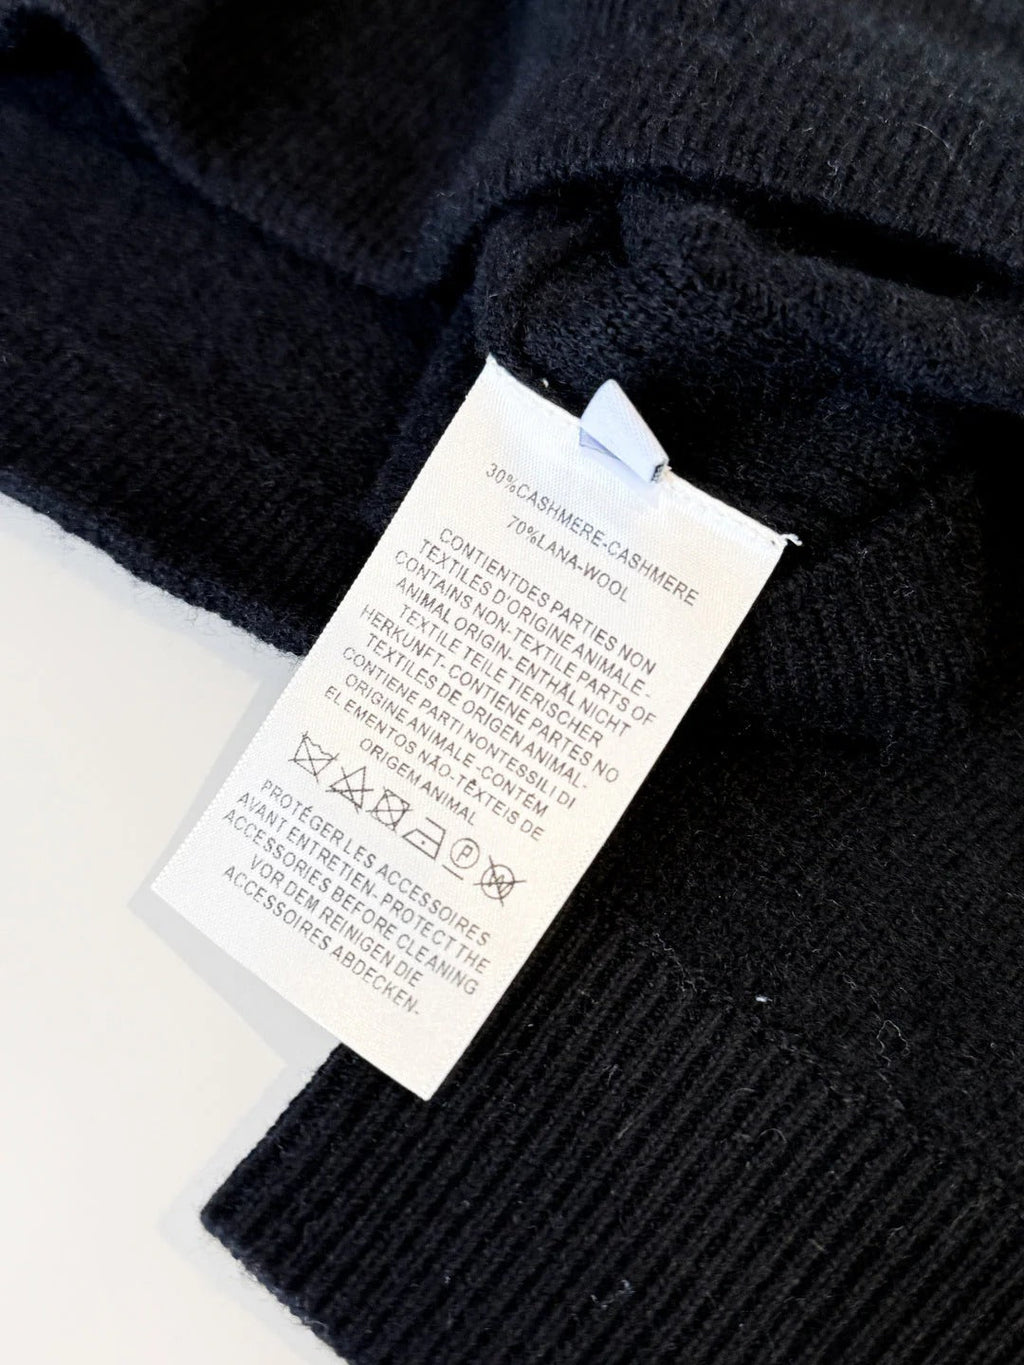 30%CASHMERE-CASHMERE
70%LANA-WOOL
CONTIENTDES PARTIES NON
TEXTILES D'ORIGINE ANIMALE-
CONTAINS NON-TEXTILE PARTS OF
ANIMAL ORIGIN- ENTHÄL NICHT
TEXTILE TEILE TIERISCHER
HERKUNFT- CONTIENE PARTES NO
TEXTILES DE ORIGEN ANIMAL-
CONTIENE PARTI NONTESSILI DI
ORIGINE ANIMALE -CONTÉM
ELEMENTOS NÃO-TÊXTEIS DE
ORIGEM ANIMAL
P
W
PROTÉGER LES ACCESSOIRES
AVANT ENTRETIEN- PROTECT THE
ACCESSORIES BEFORE CLEANING
VOR DEM REINIGEN DIE
ACCESSOIRES ABDECKEN-